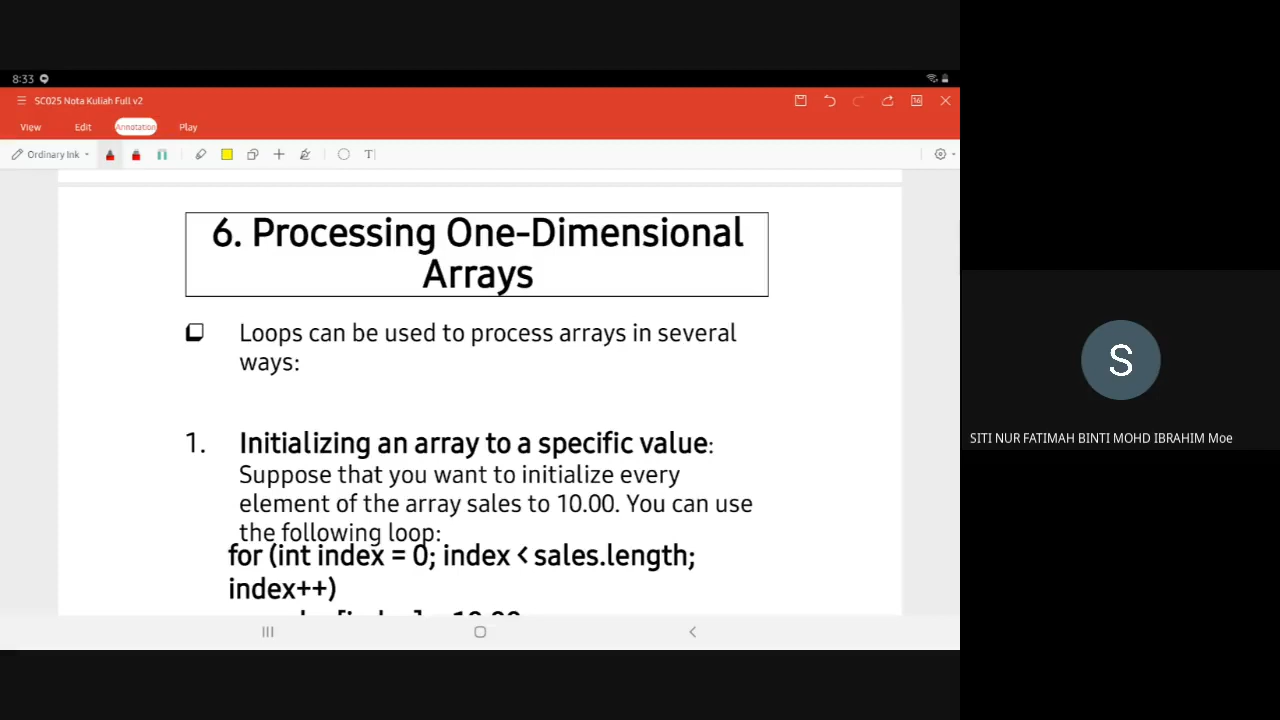 8:33
SC025 Nota Kuliah Full v2
View Edit Annotation Play
Ordinary Ink
6. Processing One-Dimensional
Arrays
Loops can be used to process arrays in several
ways:
1. Initializing an array to a specific value:
Suppose that you want to initialize every
element of the array sales to 10.00. You can use
the following loop:
for (int index = 0; index < sales.length;
index++)
S
SITI NUR FATIMAH BINTI MOHD IBRAHIM Moe